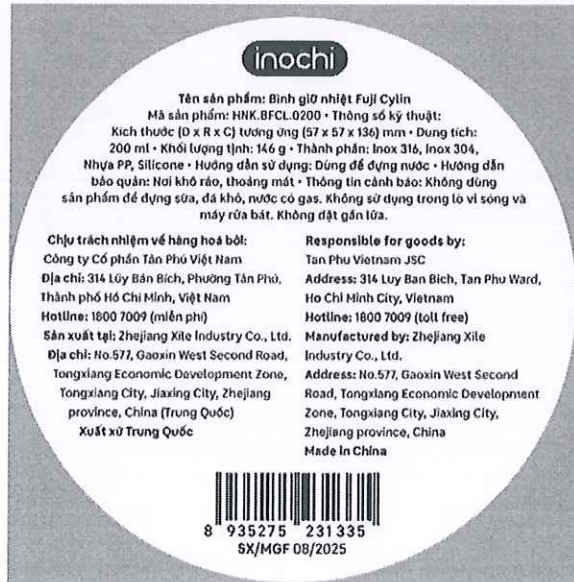 inochi
Tên sản phẩm: Bình giữ nhiệt Fuji Cylin
Mã sản phẩm: HNK.BFCL.0200 • Thông số kỹ thuật:
Kích thước (D x R x C) tương ứng (57 x 57 x 136) mm • Dung tích:
200 ml • Khối lượng tịnh: 146 g • Thành phần: Inox 316, Inox 304,
Nhựa PP, Silicone • Hướng dẫn sử dụng: Dùng để đựng nước • Hướng dẫn
bảo quản: Nơi khô ráo, thoáng mát • Thông tin cảnh báo: Không dùng
sản phẩm để đựng sữa, đá khô, nước có gas. Không sử dụng trong lò vi sóng và
máy rửa bát. Không đặt gần lửa.
Chịu trách nhiệm về hàng hoá bởi:
Công ty Cổ phần Tân Phú Việt Nam
Địa chỉ: 314 Lũy Bán Bích, Phường Tân Phú,
Thành phố Hồ Chí Minh, Việt Nam
Hotline: 1800 7009 (miễn phí)
Sản xuất tại: Zhejiang Xile Industry Co., Ltd.
Địa chỉ: No.577, Gaoxin West Second Road,
Tongxiang Economic Development Zone,
Tongxiang City, Jiaxing City, Zhejiang
province, China (Trung Quốc)
Xuất xứ Trung Quốc
Responsible for goods by:
Tan Phu Vietnam JSC
Address: 314 Luy Ban Bich, Tan Phu Ward,
Ho Chi Minh City, Vietnam
Hotline: 1800 7009 (toll free)
Manufactured by: Zhejiang Xile
Industry Co., Ltd.
Address: No.577, Gaoxin West Second
Road, Tongxiang Economic Development
Zone, Tongxiang City, Jiaxing City,
Zhejiang province, China
Made in China
8 935275 231335
SX/MGF 08/2025